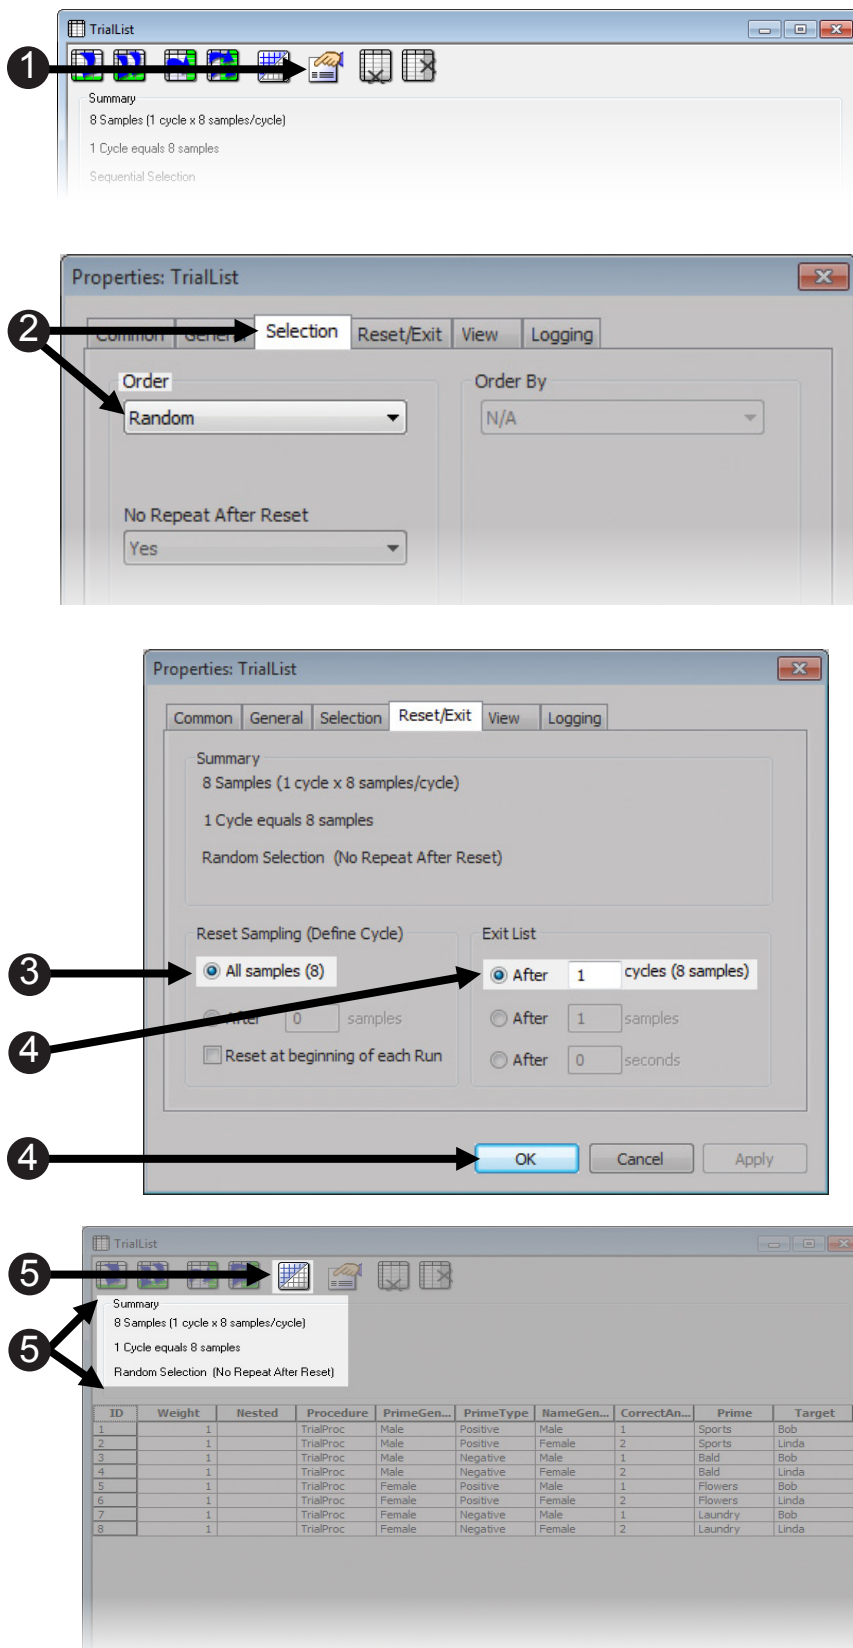 TrialList
1
Summary
8 Samples (1 cycle x 8 samples/cycle)
1 Cycle equals 8 samples
Sequential Selection
Properties: TrialList
2
Common General Selection Reset/Exit View Logging
Order Order By
Random N/A
No Repeat After Reset
Yes
Properties: TrialList
Common General Selection Reset/Exit View Logging
Summary
8 Samples (1 cycle x 8 samples/cycle)
1 Cycle equals 8 samples
Random Selection (No Repeat After Reset)
Reset Sampling (Define Cycle) Exit List
3 All samples (8) After 1 cycles (8 samples)
After 0 samples After 1 samples
4 Reset at beginning of each Run After 0 seconds
4 OK Cancel Apply
TrialList
5
Summary
8 Samples (1 cycle x 8 samples/cycle)
5 1 Cycle equals 8 samples
Random Selection (No Repeat After Reset)
ID Weight Nested Procedure PrimeGen... PrimeType NameGen... CorrectAn... Prime Target
1 1 TrialProc Male Positive Male 1 Sports Bob
2 1 TrialProc Male Positive Female 2 Sports Linda
3 1 TrialProc Male Negative Male 1 Bald Bob
4 1 TrialProc Male Negative Female 2 Bald Linda
5 1 TrialProc Female Positive Male 1 Flowers Bob
6 1 TrialProc Female Positive Female 2 Flowers Linda
7 1 TrialProc Female Negative Male 1 Laundry Bob
8 1 TrialProc Female Negative Female 2 Laundry Linda